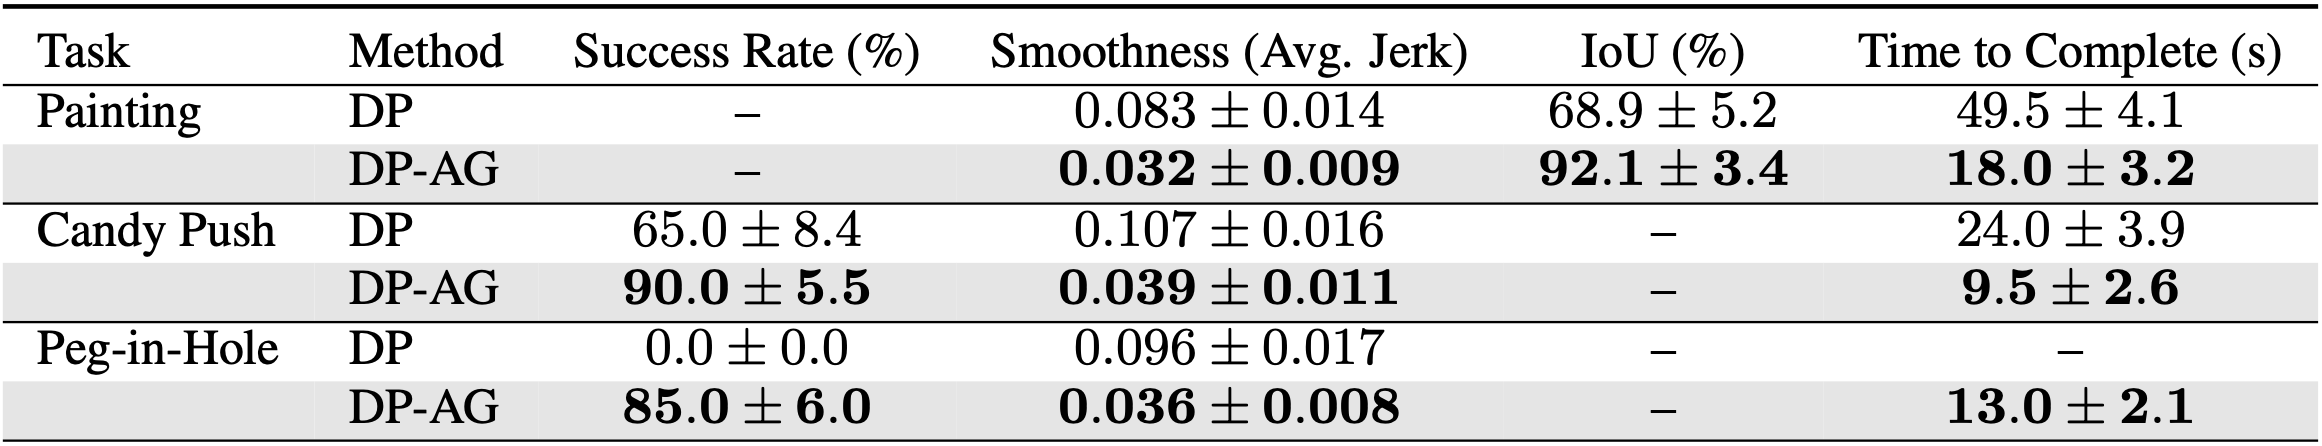 Task Method Success Rate (%) Smoothness (Avg. Jerk) IoU (%) Time to Complete (s)
Painting DP – 0.083 ± 0.014 68.9 ± 5.2 49.5 ± 4.1
DP-AG – 0.032 ± 0.009 92.1 ± 3.4 18.0 ± 3.2
Candy Push DP 65.0 ± 8.4 0.107 ± 0.016 – 24.0 ± 3.9
DP-AG 90.0 ± 5.5 0.039 ± 0.011 – 9.5 ± 2.6
Peg-in-Hole DP 0.0 ± 0.0 0.096 ± 0.017 – –
DP-AG 85.0 ± 6.0 0.036 ± 0.008 – 13.0 ± 2.1